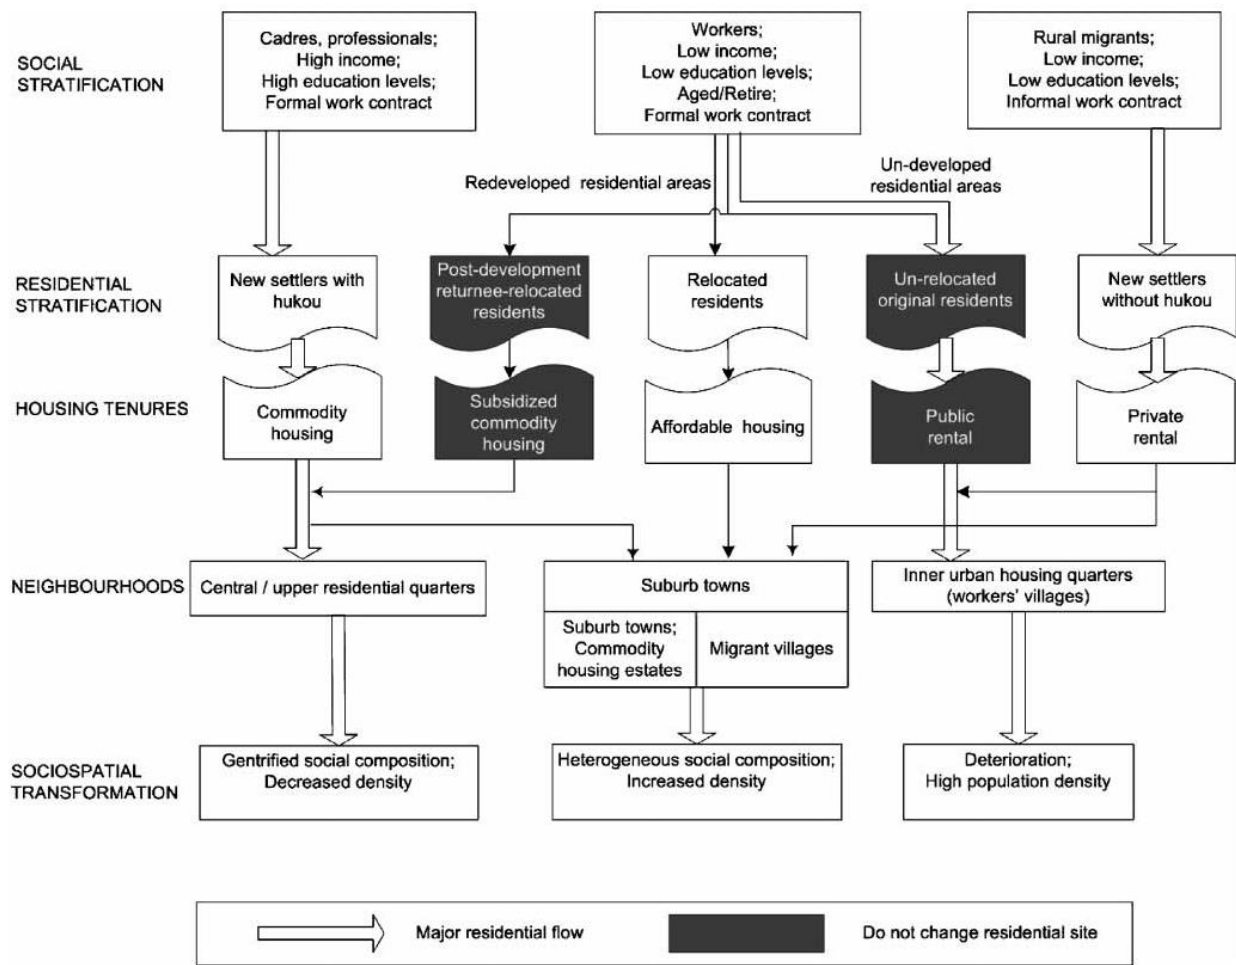 SOCIAL
STRATIFICATION
Cadres, professionals;
High income;
High education levels;
Formal work contract
Workers;
Low income;
Low education levels;
Aged/Retire;
Formal work contract
Rural migrants;
Low income;
Low education levels;
Informal work contract
Redeveloped residential areas
Un-developed
residential areas
RESIDENTIAL
STRATIFICATION
New settlers with
hukou
Post-development
returnee-relocated
residents
Relocated
residents
Un-relocated
original residents
New settlers
without hukou
HOUSING TENURES
Commodity
housing
Subsidized
commodity
housing
Affordable housing
Public
rental
Private
rental
NEIGHBOURHOODS
Central / upper residential quarters
Suburb towns
Suburb towns;
Commodity
housing estates
Migrant villages
Inner urban housing quarters
(workers' villages)
SOCIOSPATIAL
TRANSFORMATION
Gentrified social composition;
Decreased density
Heterogeneous social composition;
Increased density
Deterioration;
High population density
Major residential flow
Do not change residential site